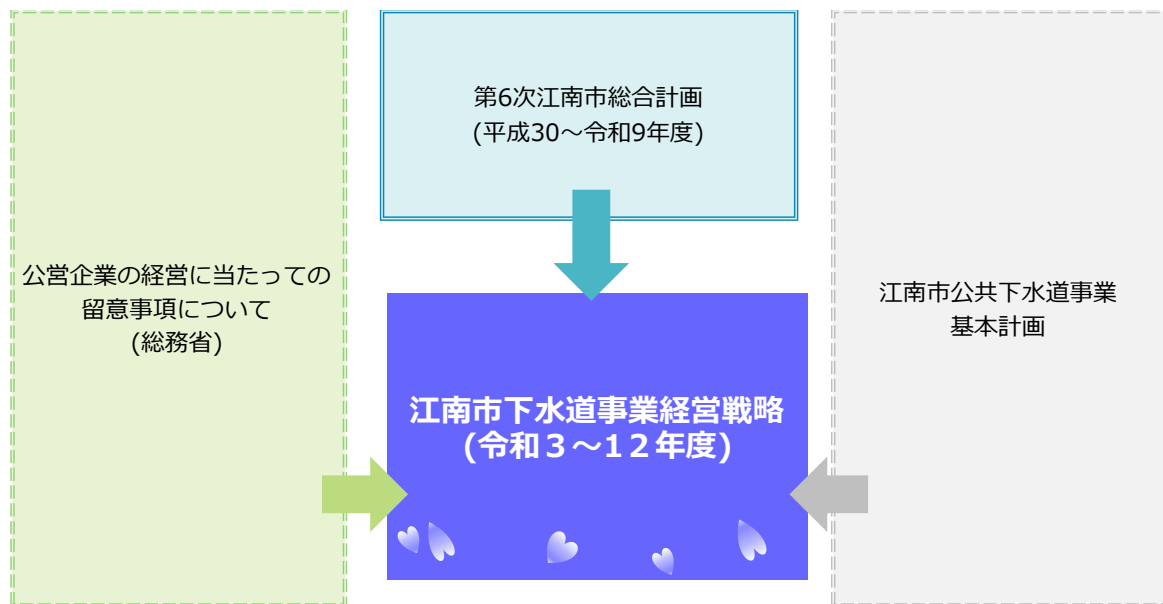 第6次江南市総合計画
(平成30～令和9年度)
公営企業の経営に当たっての
留意事項について
(総務省)
江南市下水道事業経営戦略
(令和３～1２年度)
江南市公共下水道事業
基本計画